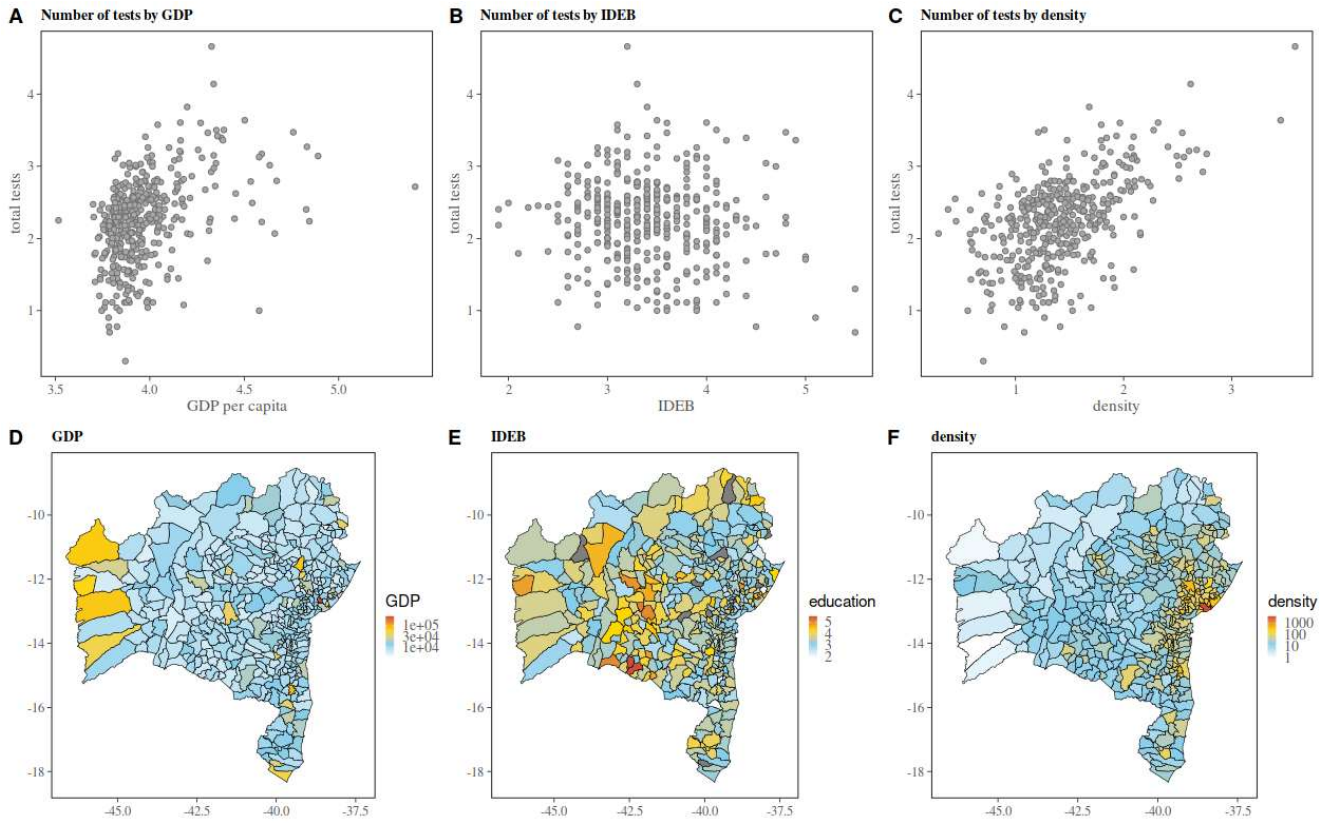 A Number of tests by GDP
total tests
4
3
2
1
3.5 4.0 4.5 5.0
GDP per capita
B Number of tests by IDEB
total tests
4
3
2
1
2 3 4 5
IDEB
C Number of tests by density
total tests
4
3
2
1
1 2 3
density
D GDP
-10
-12
-14
-16
-18
-45.0 -42.5 -40.0 -37.5
GDP
1e+05
3e+04
1e+04
E IDEB
-10
-12
-14
-16
-18
-45.0 -42.5 -40.0 -37.5
education
5
4
3
2
F density
-10
-12
-14
-16
-18
-45.0 -42.5 -40.0 -37.5
density
1000
100
10
1